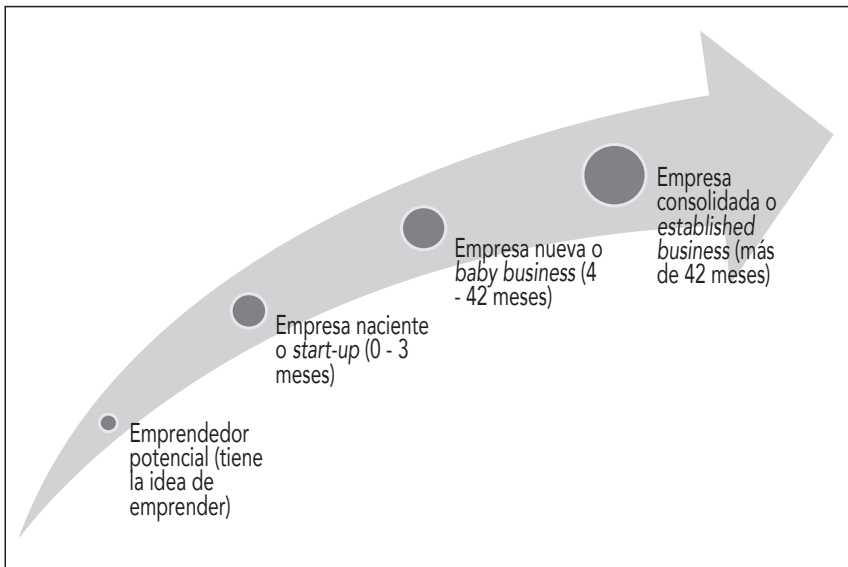 Emprendedor
potencial (tiene
la idea de
emprender)
Empresa naciente
o start-up (0 - 3
meses)
Empresa nueva o
baby business (4
- 42 meses)
Empresa
consolidada o
established
business (más
de 42 meses)